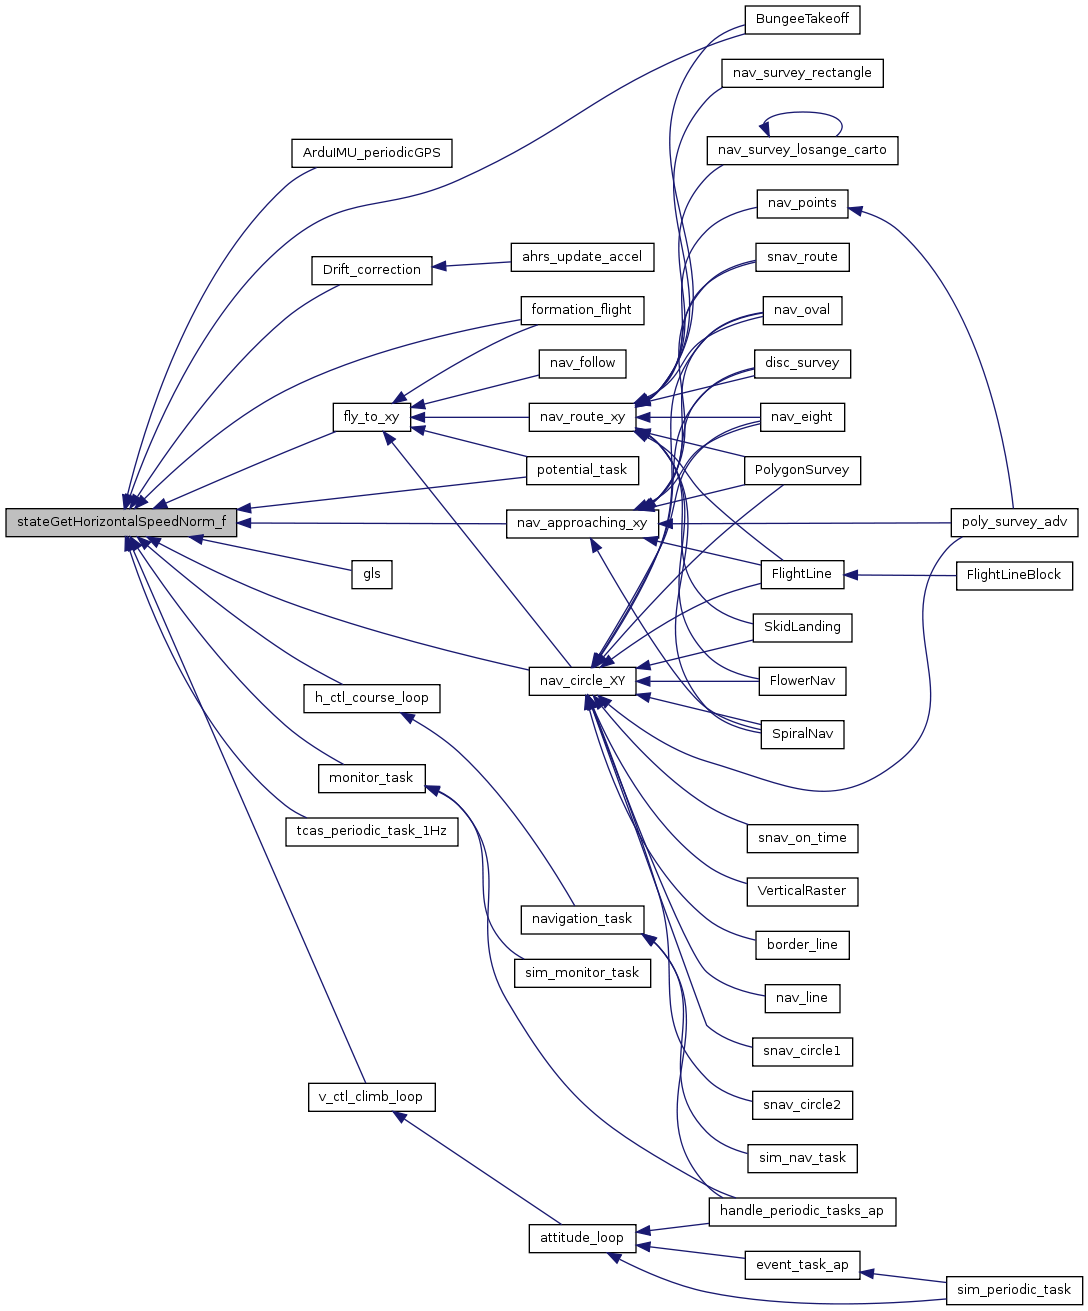 BungeeTakeoff
nav_survey_rectangle
nav_survey_losange_carto
ArduIMU_periodicGPS
nav_points
snav_route
ahrs_update_accel
Drift_correction
formation_flight
nav_oval
nav_follow
disc_survey
fly_to_xy
nav_route_xy
nav_eight
potential_task
PolygonSurvey
stateGetHorizontalSpeedNorm_f
nav_approaching_xy
poly_survey_adv
gls
FlightLine
FlightLineBlock
SkidLanding
nav_circle_XY
FlowerNav
h_ctl_course_loop
SpiralNav
monitor_task
tcas_periodic_task_1Hz
snav_on_time
VerticalRaster
navigation_task
border_line
sim_monitor_task
nav_line
snav_circle1
v_ctl_climb_loop
snav_circle2
sim_nav_task
handle_periodic_tasks_ap
attitude_loop
event_task_ap
sim_periodic_task